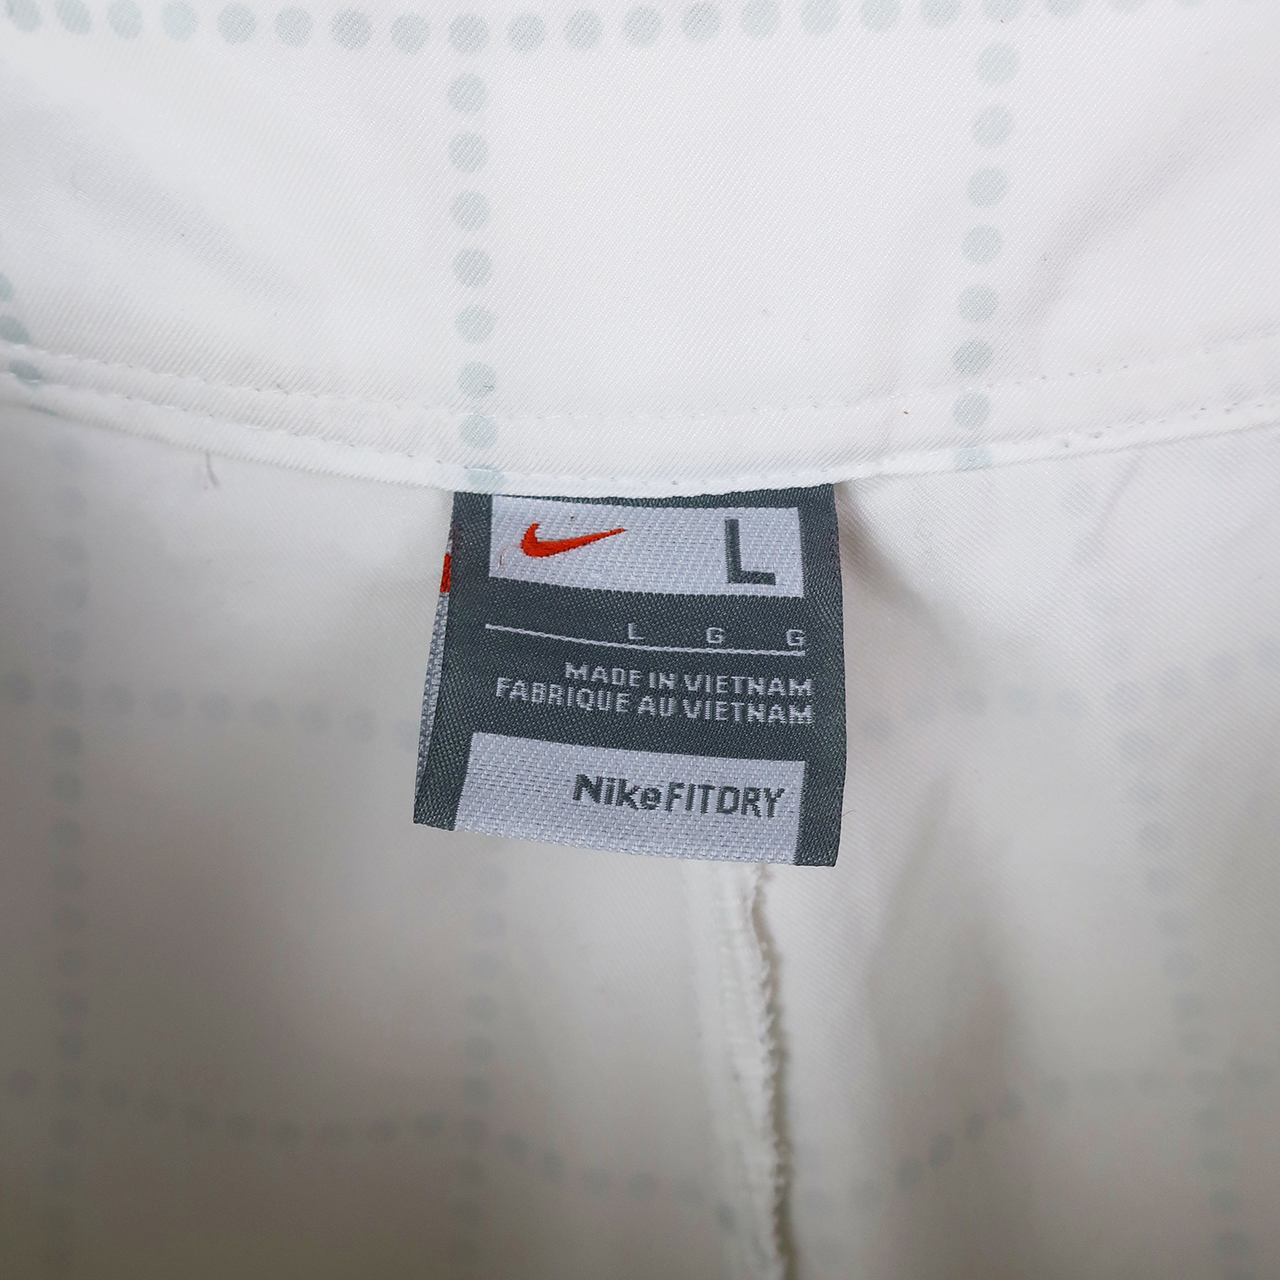 L
L G G
MADE IN VIETNAM
FABRIQUE AU VIETNAM
NikeFITDRY